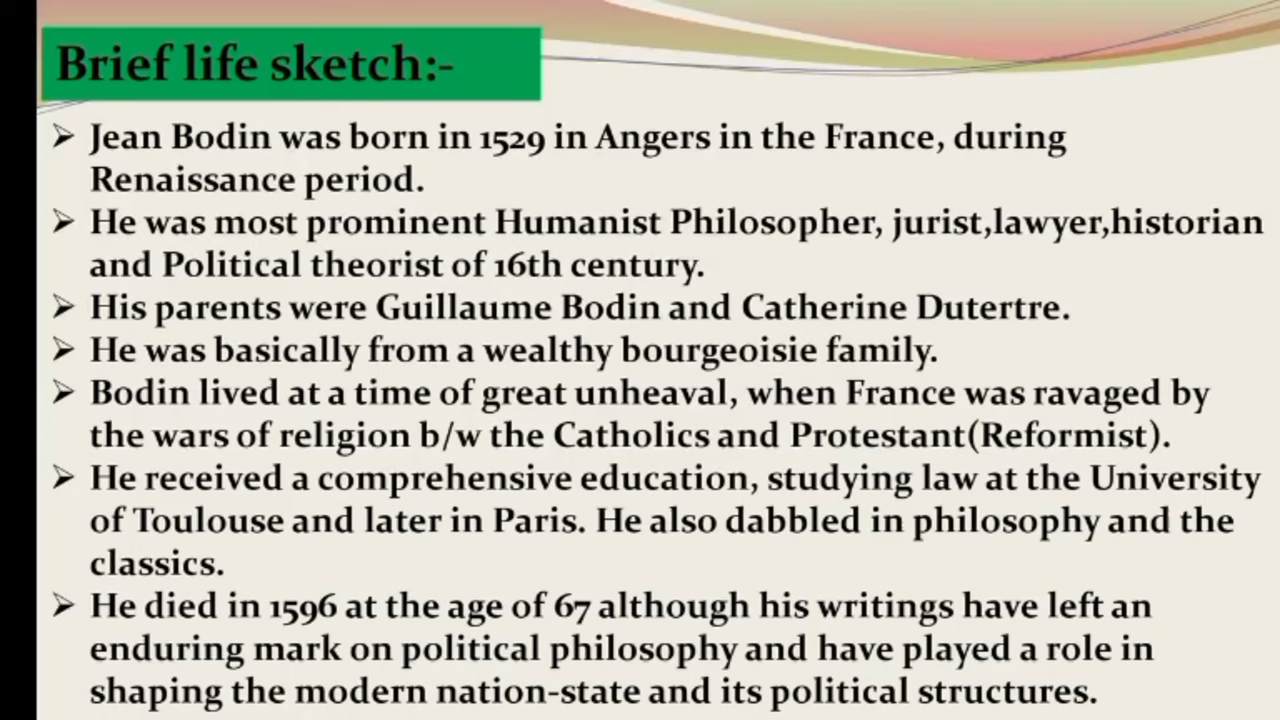 Brief life sketch:-
➢ Jean Bodin was born in 1529 in Angers in the France, during
Renaissance period.
➢ He was most prominent Humanist Philosopher, jurist,lawyer,historian
and Political theorist of 16th century.
➢ His parents were Guillaume Bodin and Catherine Dutertre.
➢ He was basically from a wealthy bourgeoisie family.
➢ Bodin lived at a time of great unheaval, when France was ravaged by
the wars of religion b/w the Catholics and Protestant(Reformist).
➢ He received a comprehensive education, studying law at the University
of Toulouse and later in Paris. He also dabbled in philosophy and the
classics.
➢ He died in 1596 at the age of 67 although his writings have left an
enduring mark on political philosophy and have played a role in
shaping the modern nation-state and its political structures.